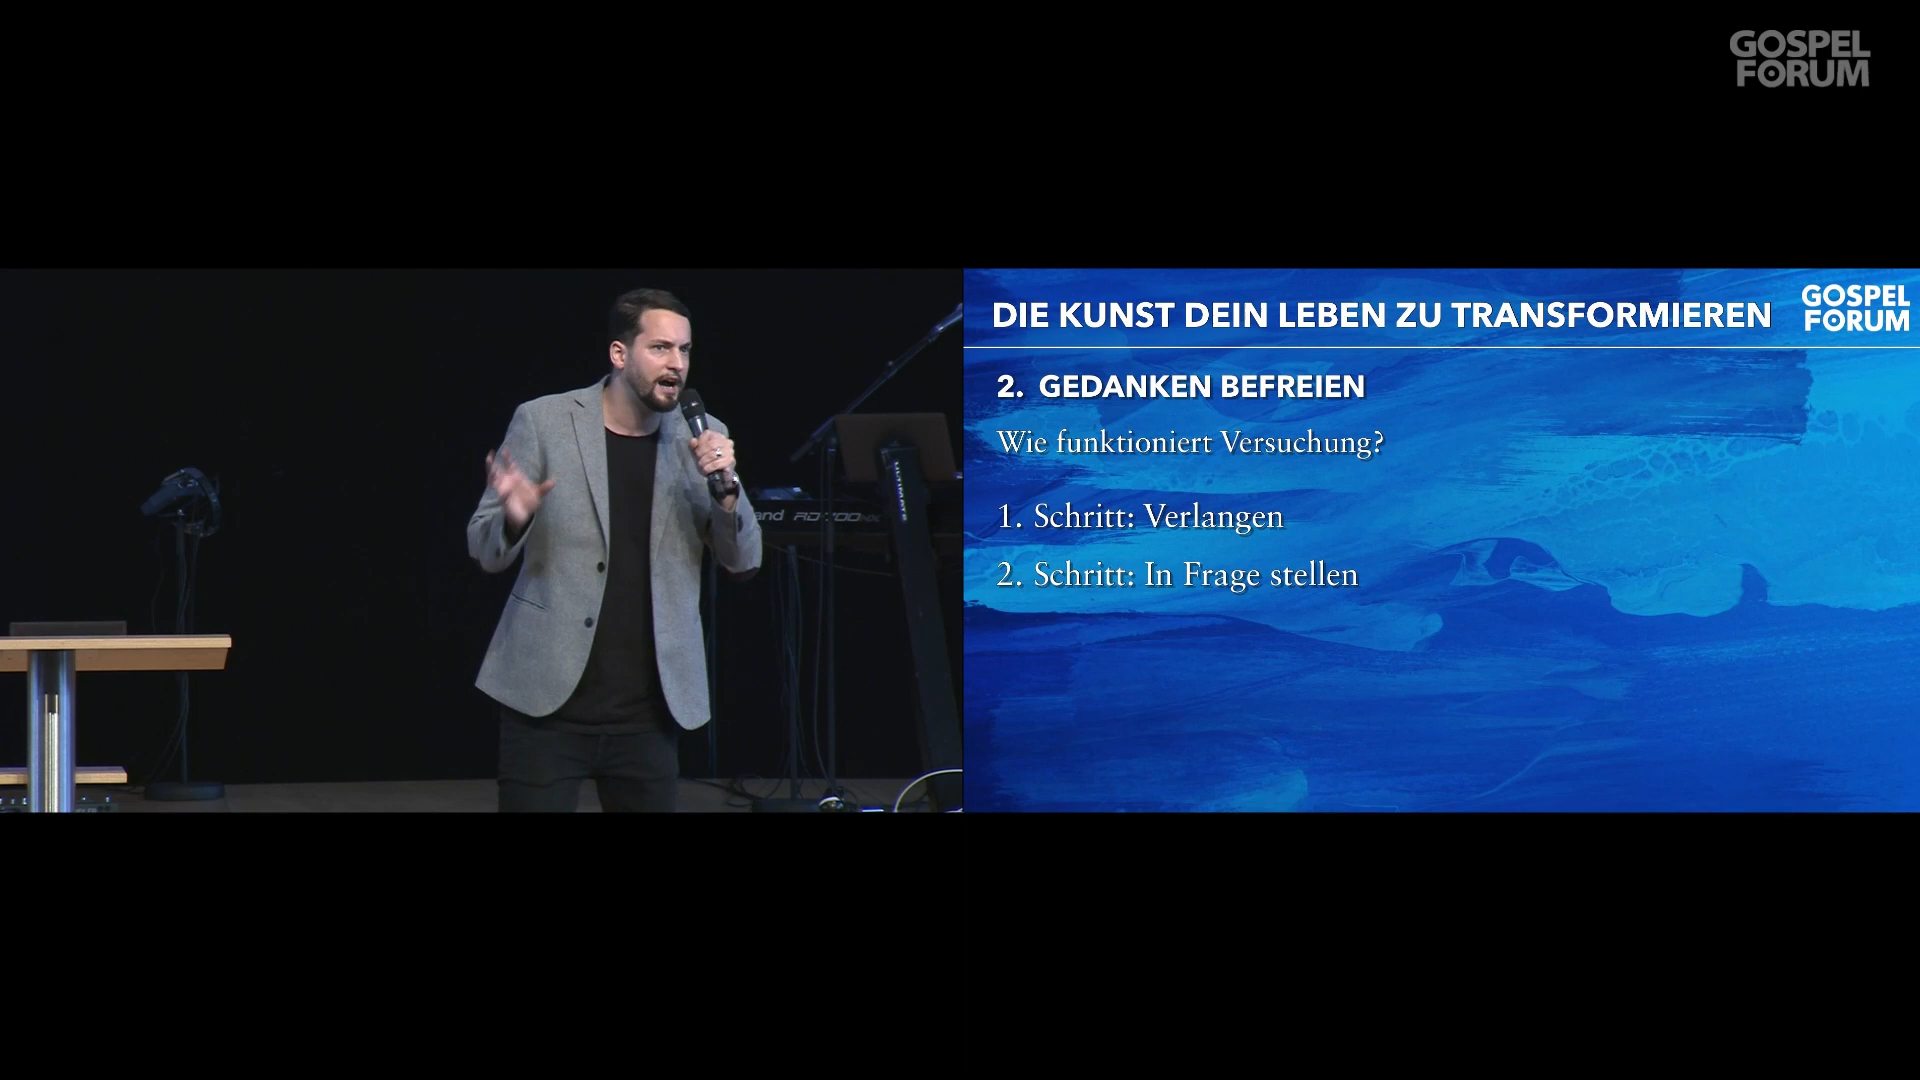 GOSPEL
FORUM
DIE KUNST DEIN LEBEN ZU TRANSFORMIEREN
GOSPEL
FORUM
2. GEDANKEN BEFREIEN
Wie funktioniert Versuchung?
1. Schritt: Verlangen
2. Schritt: In Frage stellen
ULTIMATE